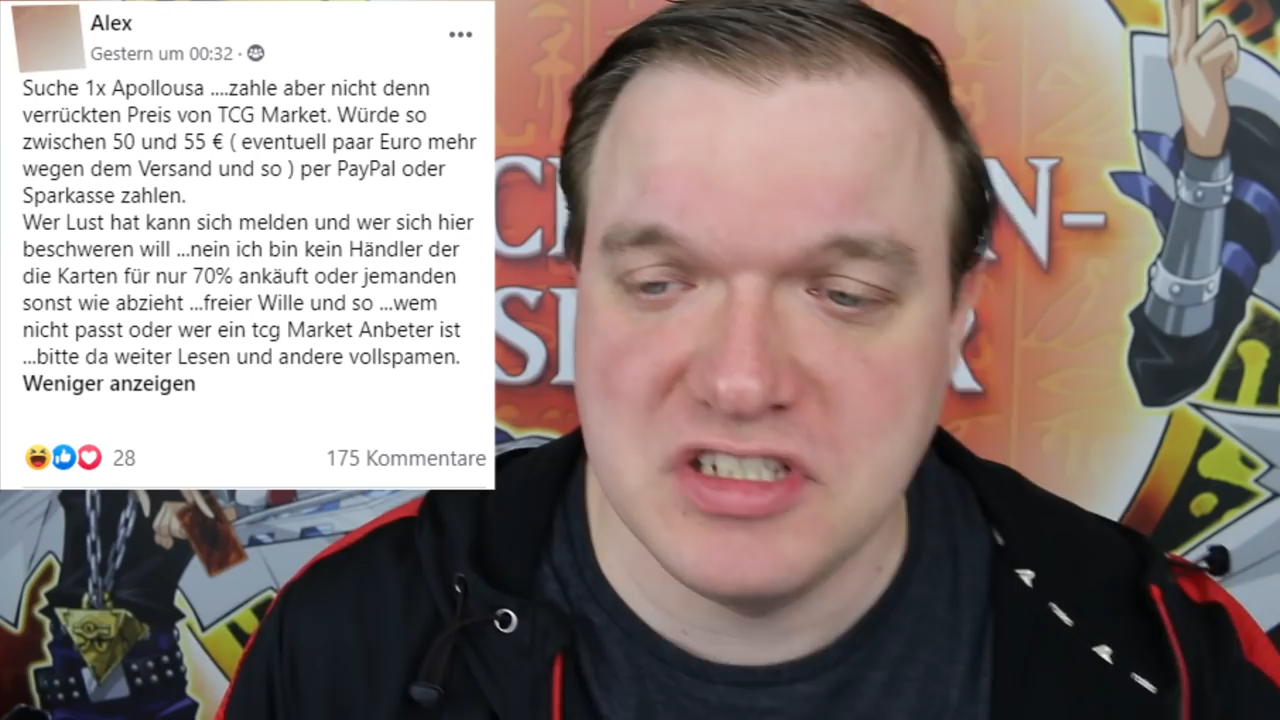 Alex
Gestern um 00:32 ·
Suche 1x Apollousa ....zahle aber nicht denn
verrückten Preis von TCG Market. Würde so
zwischen 50 und 55 € ( eventuell paar Euro mehr
wegen dem Versand und so ) per PayPal oder
Sparkasse zahlen.
Wer Lust hat kann sich melden und wer sich hier
beschweren will ...nein ich bin kein Händler der
die Karten für nur 70% ankäuft oder jemanden
sonst wie abzieht ...freier Wille und so ...wem
nicht passt oder wer ein tcg Market Anbeter ist
...bitte da weiter Lesen und andere vollspamen.
Weniger anzeigen
28
175 Kommentare